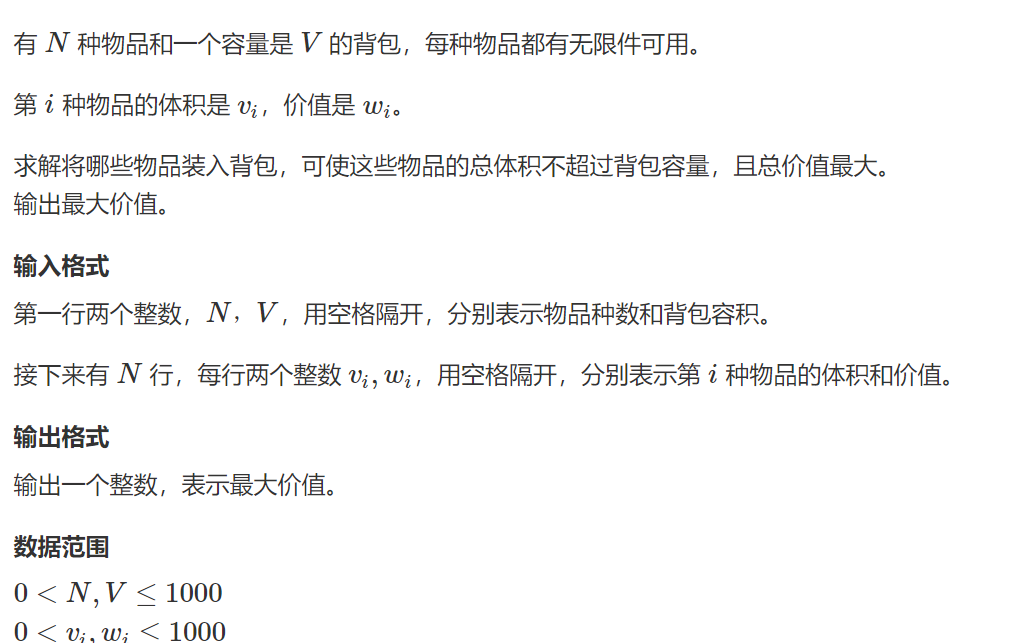 有 N 种物品和一个容量是 V 的背包，每种物品都有无限件可用。
第 i 种物品的体积是 vᵢ，价值是 wᵢ。
求解将哪些物品装入背包，可使这些物品的总体积不超过背包容量，且总价值最大。
输出最大价值。
输入格式
第一行两个整数，N，V，用空格隔开，分别表示物品种数和背包容积。
接下来有 N 行，每行两个整数 vᵢ, wᵢ，用空格隔开，分别表示第 i 种物品的体积和价值。
输出格式
输出一个整数，表示最大价值。
数据范围
0 < N, V ≤ 1000
0 < vᵢ, wᵢ ≤ 1000